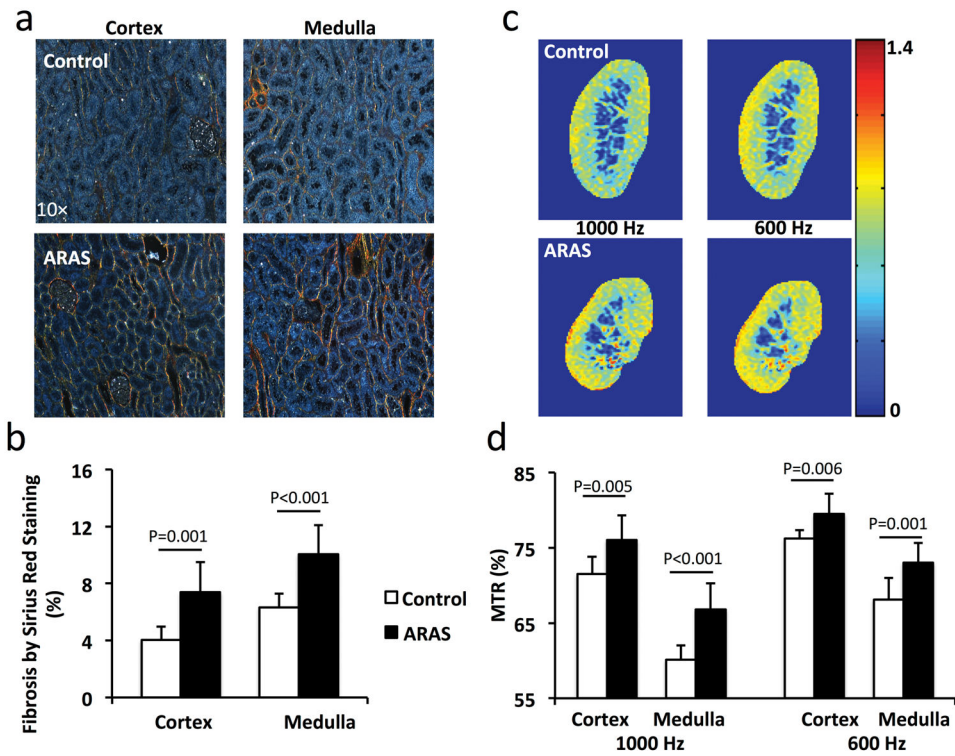 a
Cortex
Medulla
Control
10×
ARAS
c
Control
1000 Hz
600 Hz
ARAS
1.4
0
b
Fibrosis by Sirius Red Staining
(%)
16
12
8
4
0
P=0.001
P<0.001
Cortex
Medulla
Control
ARAS
d
MTR (%)
85
75
65
55
P=0.005
P<0.001
P=0.006
P=0.001
Cortex Medulla
Cortex Medulla
1000 Hz
600 Hz